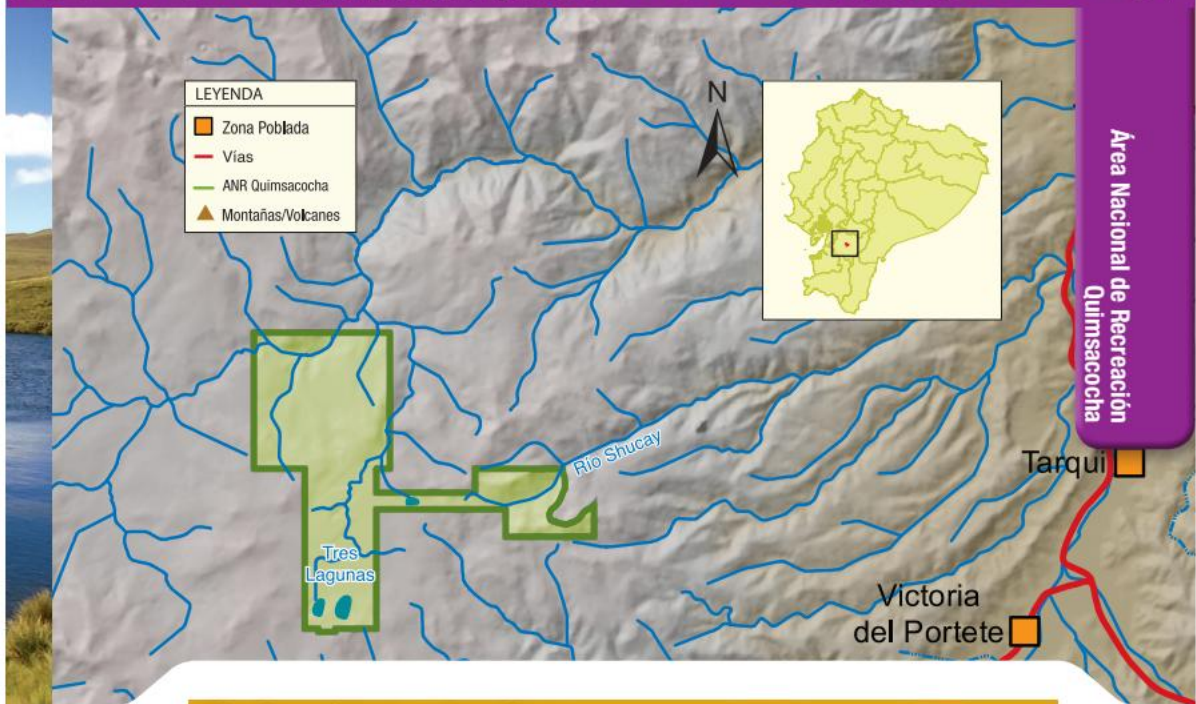 LEYENDA
Zona Poblada
Vías
ANR Quimsacocha
Montañas/Volcanes
N
Área Nacional de Recreación
Quimsacocha
Río Shucay
Tarqui
Tres
Lagunas
Victoria
del Portete